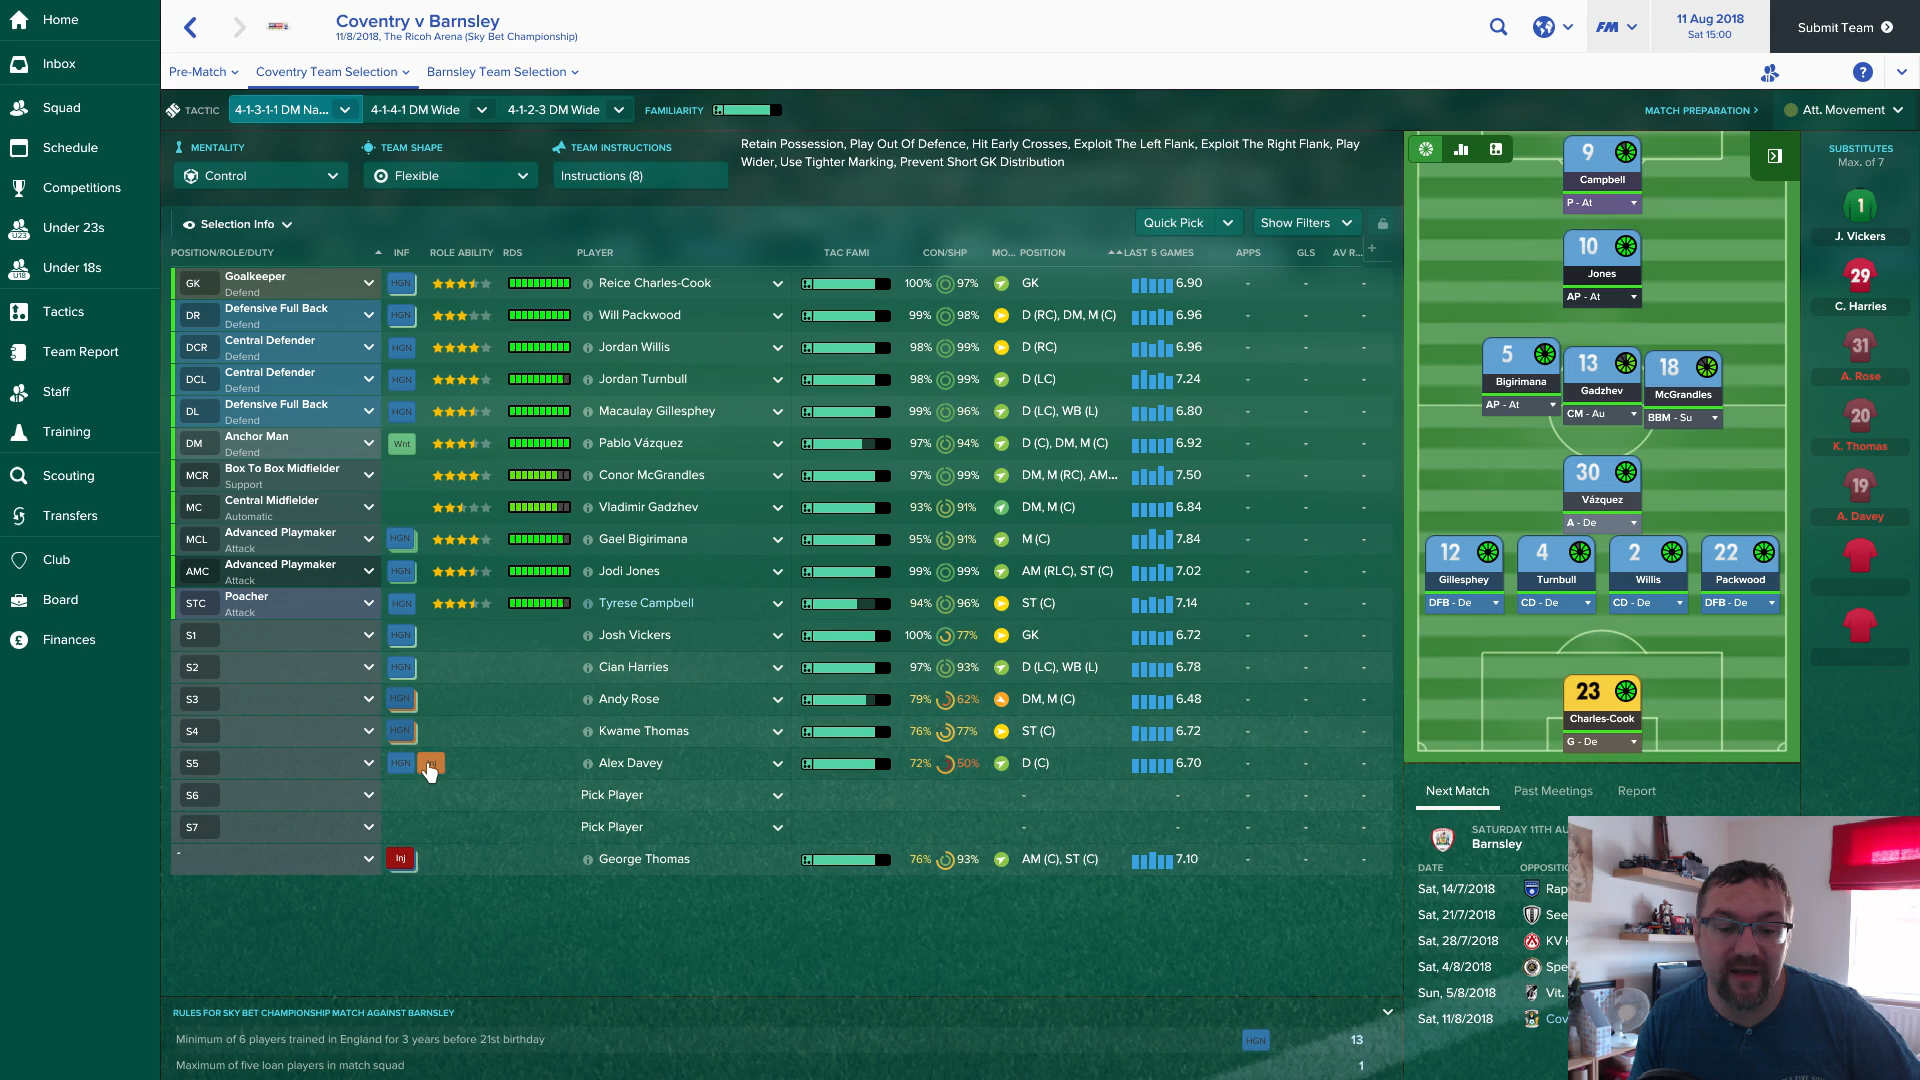 Home
Inbox
Squad
Schedule
Competitions
Under 23s
Under 18s
Tactics
Team Report
Staff
Training
Scouting
Transfers
Club
Board
Finances
Coventry v Barnsley
11/8/2018, The Ricoh Arena (Sky Bet Championship)
FM
11 Aug 2018
Sat 15:00
Submit Team
Pre-Match
Coventry Team Selection
Barnsley Team Selection
TACTIC
4-1-3-1-1 DM Na...
4-1-4-1 DM Wide
4-1-2-3 DM Wide
FAMILIARITY
MATCH PREPARATION >
Att. Movement
MENTALITY
Control
TEAM SHAPE
Flexible
TEAM INSTRUCTIONS
Instructions (8)
Retain Possession, Play Out Of Defence, Hit Early Crosses, Exploit The Left Flank, Exploit The Right Flank, Play
Wider, Use Tighter Marking, Prevent Short GK Distribution
Selection Info
Quick Pick
Show Filters
POSITION/ROLE/DUTY INF ROLE ABILITY RDS PLAYER TAC FAMI CON/SHP MO... POSITION LAST 5 GAMES APPS GLS AV R...
GK Goalkeeper Defend HGN Reice Charles-Cook 100% 97% GK 6.90 - - -
DR Defensive Full Back Defend HGN Will Packwood 99% 98% D (RC), DM, M (C) 6.96 - - -
DCR Central Defender Defend HGN Jordan Willis 98% 99% D (RC) 6.96 - - -
DCL Central Defender Defend HGN Jordan Turnbull 98% 99% D (LC) 7.24 - - -
DL Defensive Full Back Defend HGN Macaulay Gillesphey 99% 96% D (LC), WB (L) 6.80 - - -
DM Anchor Man Defend Wnt Pablo Vázquez 97% 94% D (C), DM, M (C) 6.92 - - -
MCR Box To Box Midfielder Support Conor McGrandles 97% 99% DM, M (RC), AM... 7.50 - - -
MC Central Midfielder Automatic Vladimir Gadzhev 93% 91% DM, M (C) 6.84 - - -
MCL Advanced Playmaker Attack HGN Gael Bigirimana 95% 91% M (C) 7.84 - - -
AMC Advanced Playmaker Attack HGN Jodi Jones 99% 99% AM (RLC), ST (C) 7.02 - - -
STC Poacher Attack HGN Tyrese Campbell 94% 96% ST (C) 7.14 - - -
S1 HGN Josh Vickers 100% 77% GK 6.72 - - -
S2 HGN Cian Harries 97% 93% D (LC), WB (L) 6.78 - - -
S3 HGN Andy Rose 79% 62% DM, M (C) 6.48 - - -
S4 HGN Kwame Thomas 76% 77% ST (C) 6.72 - - -
S5 HGN Alex Davey 72% 50% D (C) 6.70 - - -
S6 Pick Player - - - - -
S7 Pick Player - - - - -
- Inj George Thomas 76% 93% AM (C), ST (C) 7.10 - - -
RULES FOR SKY BET CHAMPIONSHIP MATCH AGAINST BARNSLEY
Minimum of 6 players trained in England for 3 years before 21st birthday HGN 13
Maximum of five loan players in match squad 1
9
Campbell
P - At
10
Jones
AP - At
5
Bigirimana
AP - At
13
Gadzhev
CM - Au
18
McGrandles
BBM - Su
30
Vázquez
A - De
12
Gillesphey
DFB - De
4
Turnbull
CD - De
2
Willis
CD - De
22
Packwood
DFB - De
23
Charles-Cook
G - De
SUBSTITUTES
Max. of 7
1
J. Vickers
29
C. Harries
31
A. Rose
20
K. Thomas
19
A. Davey
Next Match
Past Meetings
Report
SATURDAY 11TH AU
Barnsley
DATE OPPOSITIO
Sat, 14/7/2018 Rap
Sat, 21/7/2018 See
Sat, 28/7/2018 KV
Sat, 4/8/2018 Spe
Sun, 5/8/2018 Vit.
Sat, 11/8/2018 Cov